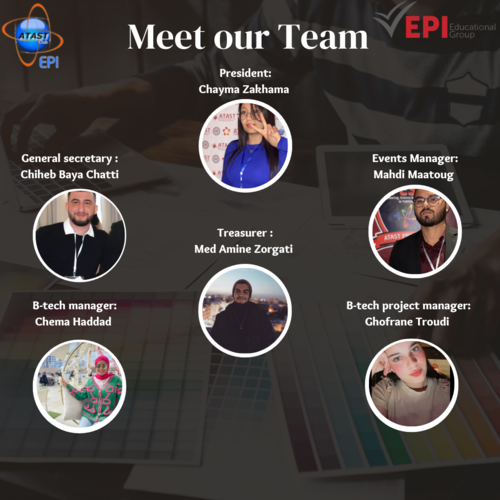 ATAST
EPI
Meet our Team
EPI Educational
Group
President:
Chayma Zakhama
General secretary :
Chiheb Baya Chatti
Events Manager:
Mahdi Maatoug
Treasurer :
Med Amine Zorgati
B-tech manager:
Chema Haddad
B-tech project manager:
Ghofrane Troudi